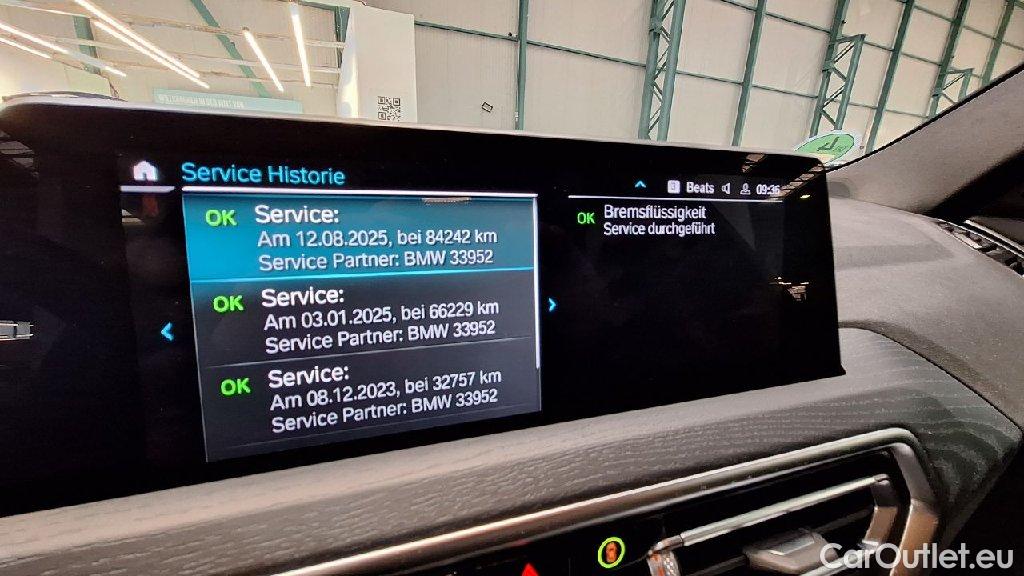 Service Historie
Beats 09:36
OK Service:
Am 12.08.2025, bei 84242 km
Service Partner: BMW 33952
OK Service:
Am 03.01.2025, bei 66229 km
Service Partner: BMW 33952
OK Service:
Am 08.12.2023, bei 32757 km
Service Partner: BMW 33952
OK Bremsflüssigkeit
Service durchgeführt
CarOutlet.eu